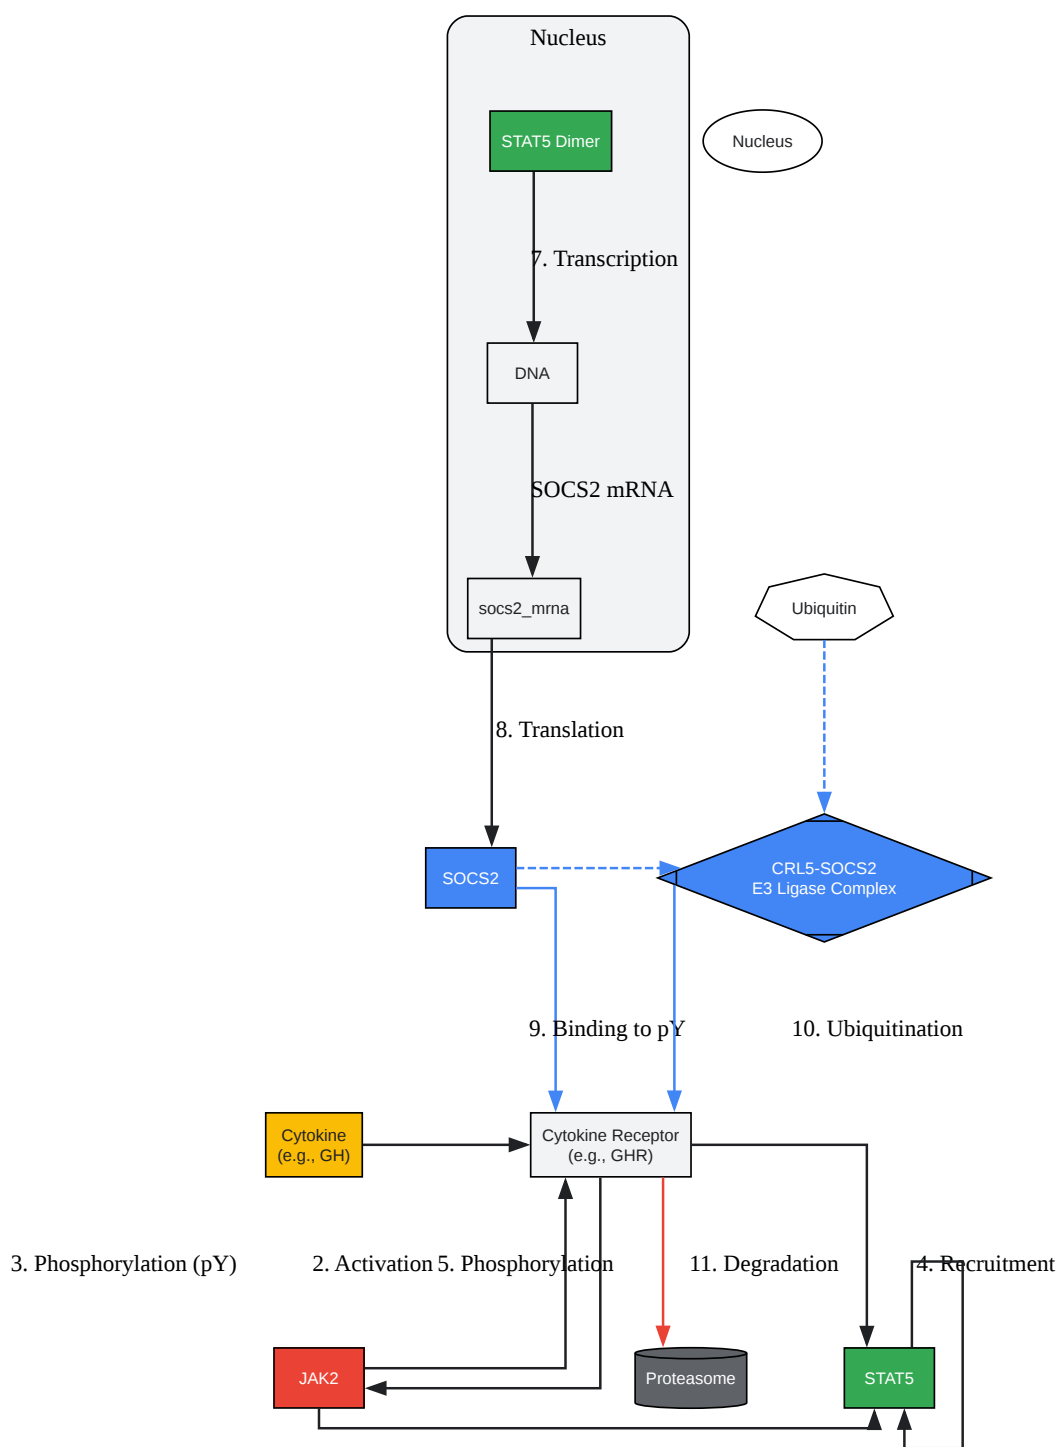 Nucleus
STAT5 Dimer
Nucleus
7. Transcription
DNA
SOCS2 mRNA
socs2_mrna
Ubiquitin
8. Translation
SOCS2
CRL5-SOCS2
E3 Ligase Complex
9. Binding to pY
10. Ubiquitination
Cytokine
(e.g., GH)
Cytokine Receptor
(e.g., GHR)
3. Phosphorylation (pY)
2. Activation
5. Phosphorylation
11. Degradation
4. Recruitment
JAK2
Proteasome
STAT5